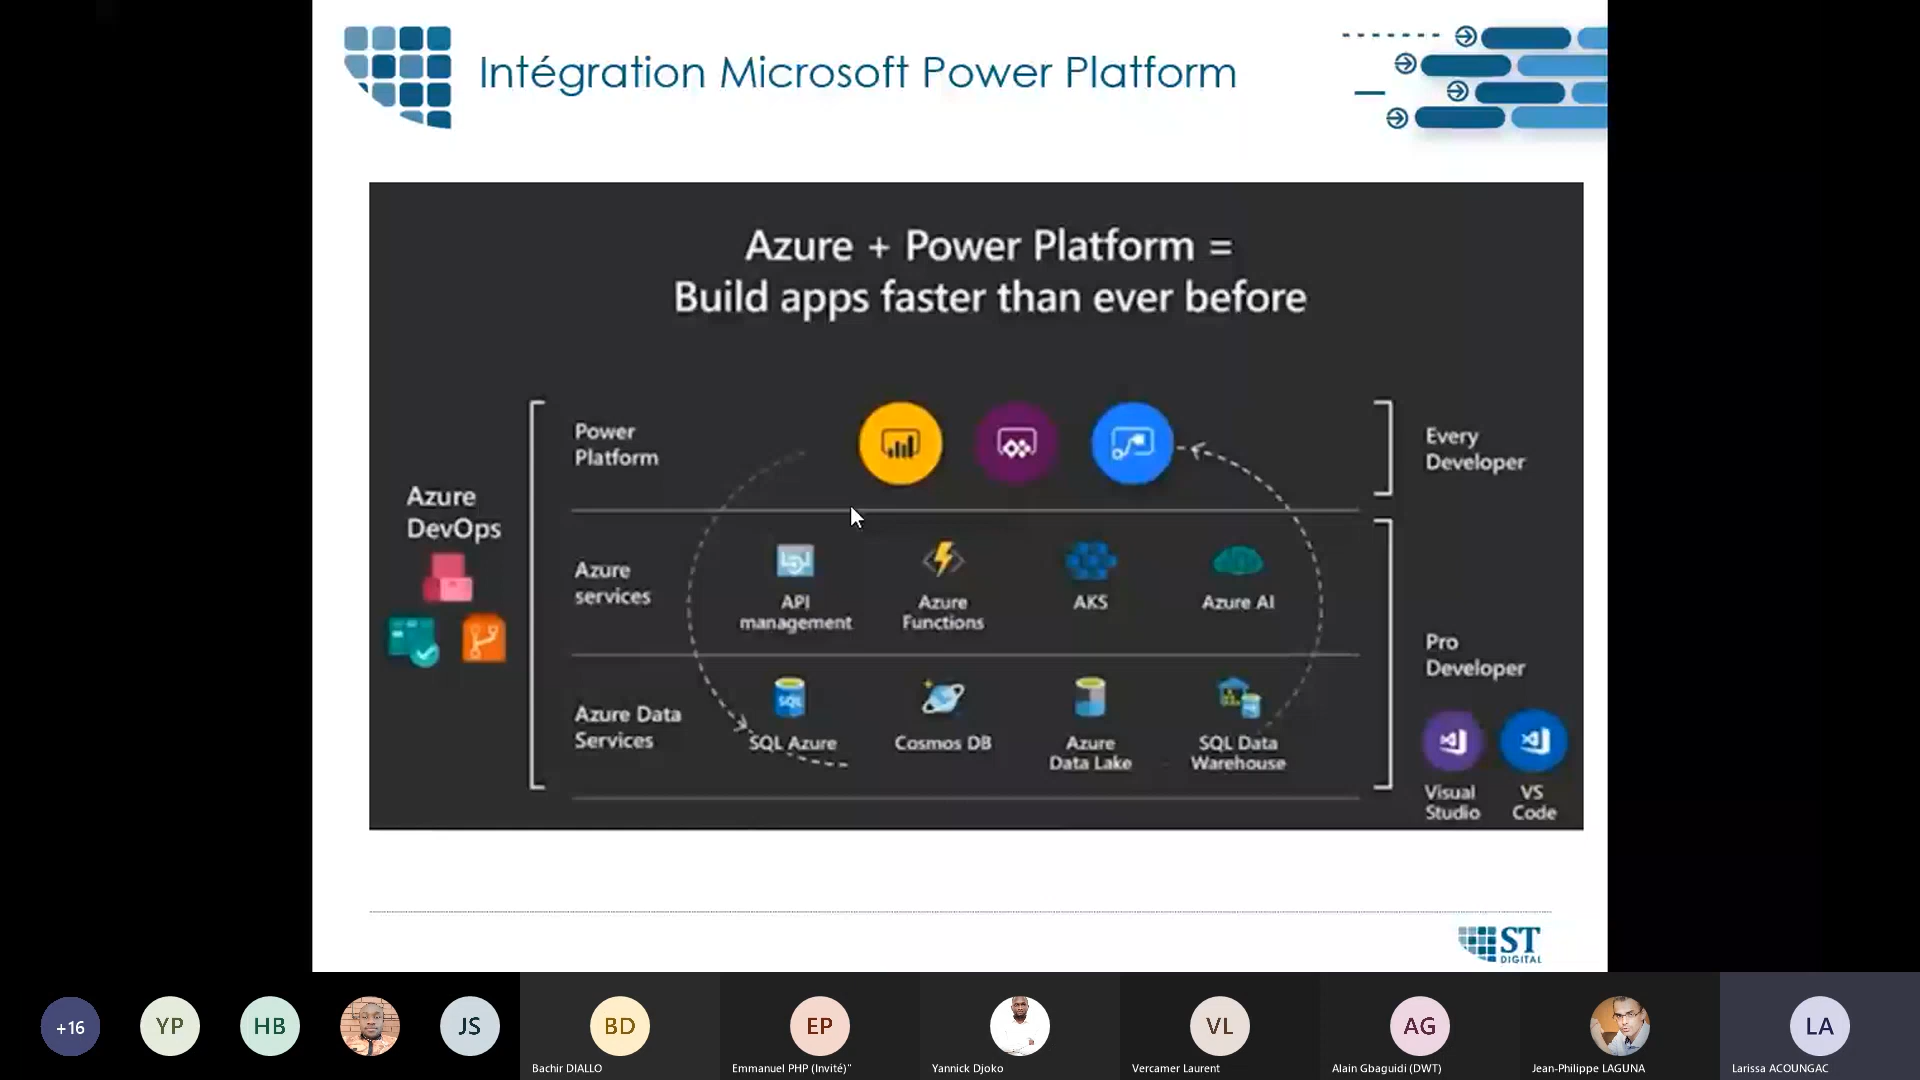 Intégration Microsoft Power Platform
Azure + Power Platform =
Build apps faster than ever before
Power
Platform
Every
Developer
Azure
DevOps
Azure
services
API
management
Azure
Functions
AKS
Azure AI
Pro
Developer
Azure Data
Services
SQL
SQL Azure
Cosmos DB
Azure
Data Lake
SQL Data
Warehouse
Visual
Studio
VS
Code
ST
DIGITAL
+16
YP
HB
JS
BD
EP
VL
AG
LA
Bachir DIALLO
Emmanuel PHP (Invité)"
Yannick Djoko
Vercamer Laurent
Alain Gbaguidi (DWT)
Jean-Philippe LAGUNA
Larissa ACOUNGAC